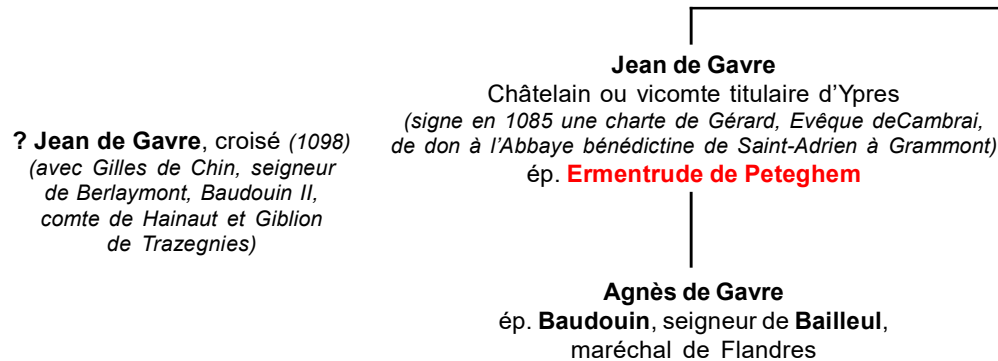 Jean de Gavre
Châtelain ou vicomte titulaire d'Ypres
(signe en 1085 une charte de Gérard, Evêque deCambrai,
de don à l'Abbaye bénédictine de Saint-Adrien à Grammont)
ép. Ermentrude de Peteghem
? Jean de Gavre, croisé (1098)
(avec Gilles de Chin, seigneur
de Berlaymont, Baudouin II,
comte de Hainaut et Giblion
de Trazegnies)
Agnès de Gavre
ép. Baudouin, seigneur de Bailleul,
maréchal de Flandres